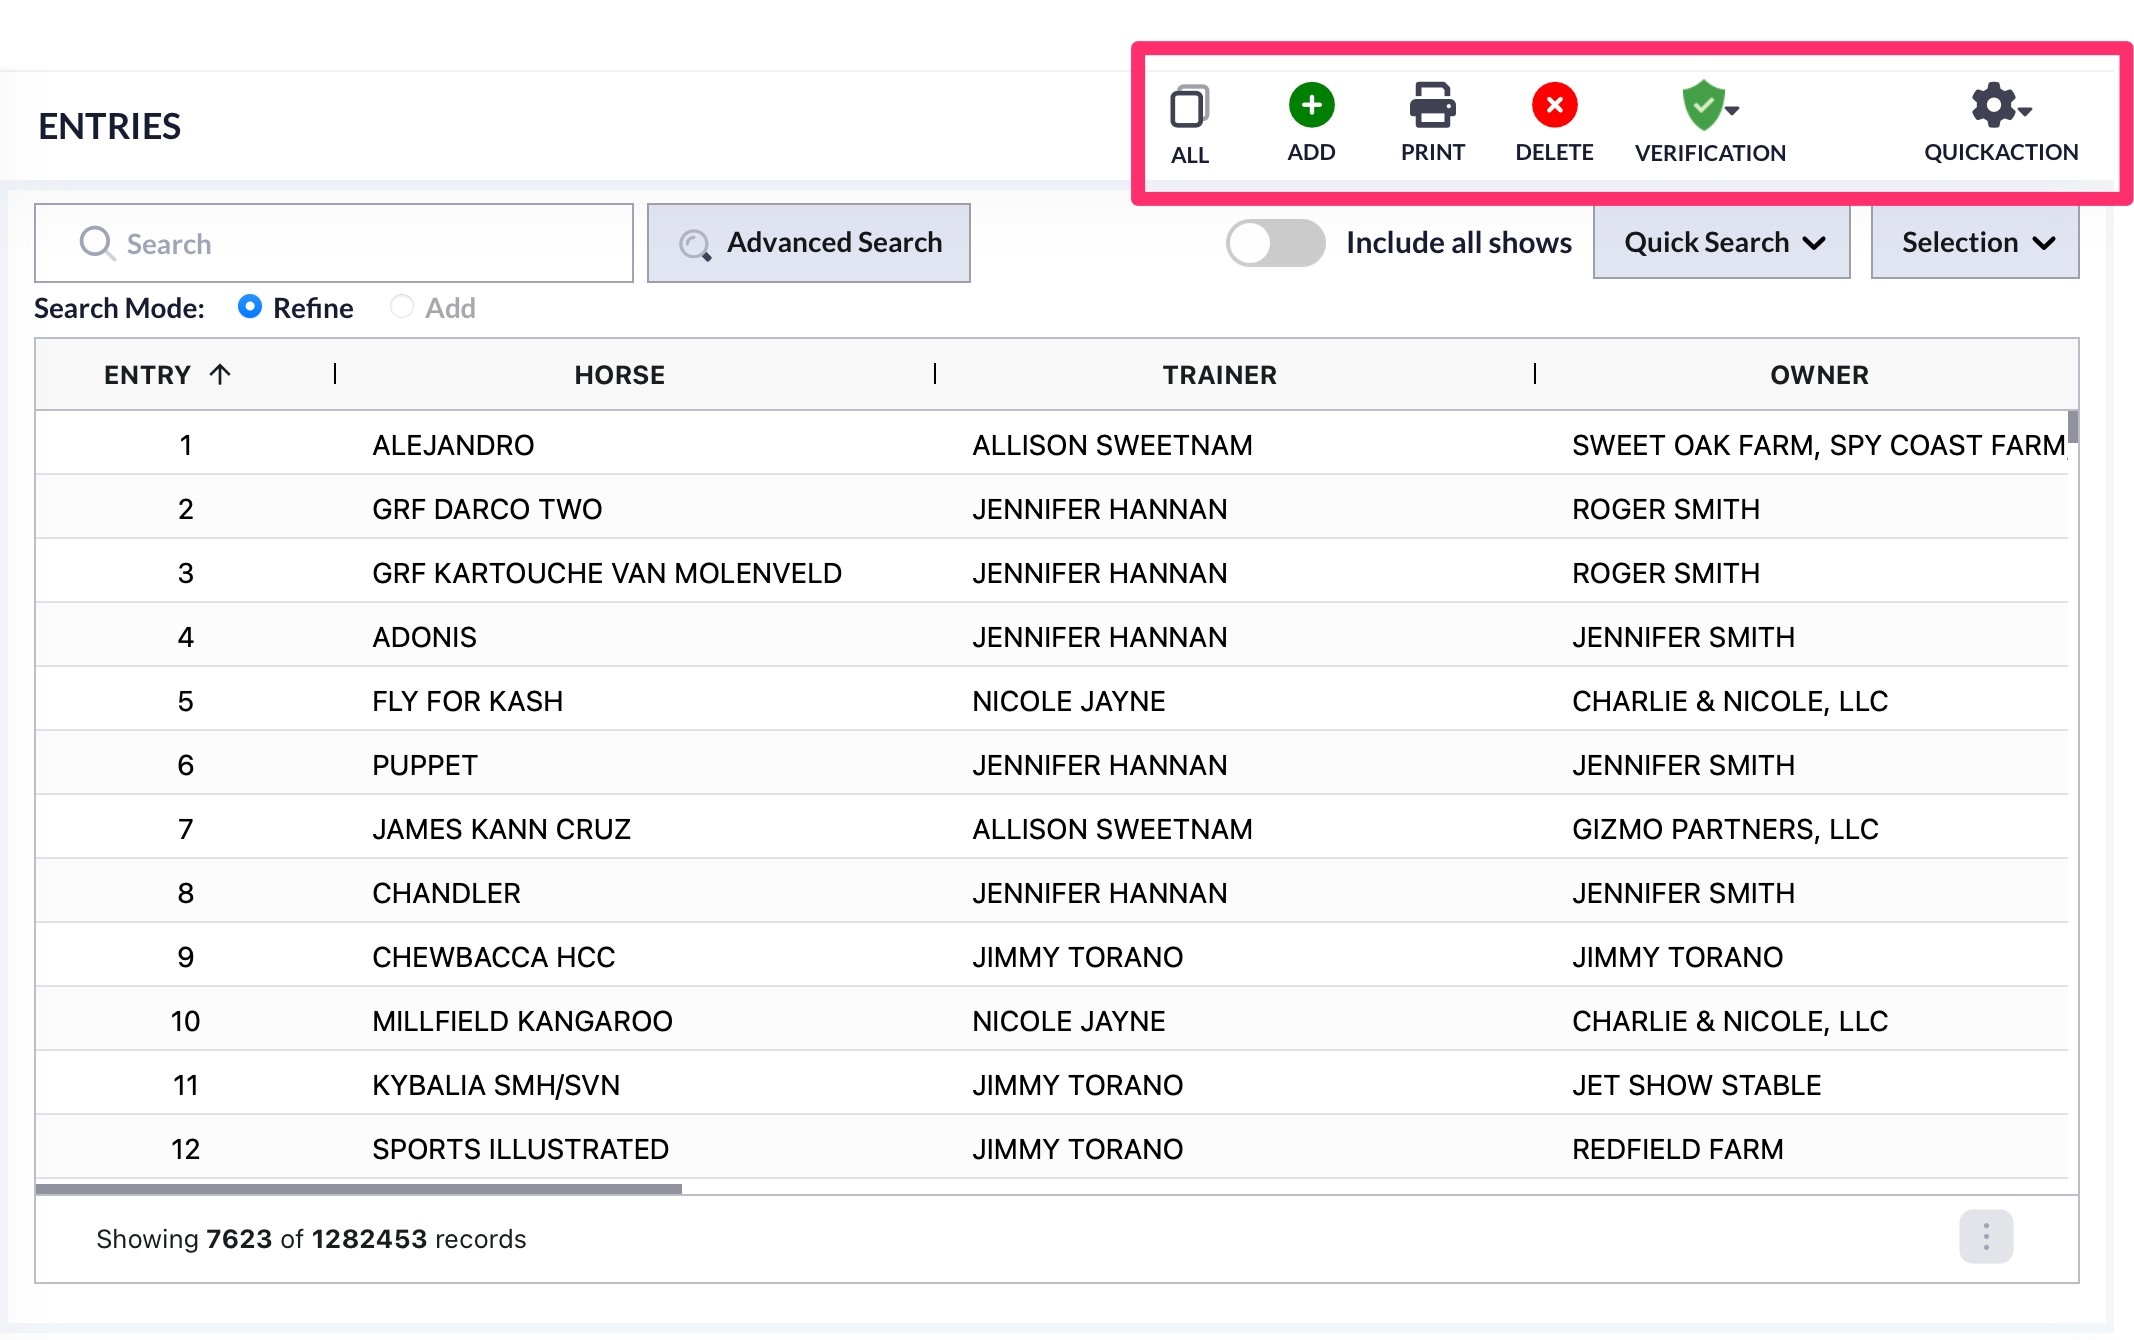 ENTRIES
ALL ADD PRINT DELETE VERIFICATION QUICKACTION
Search Advanced Search Include all shows Quick Search Selection
Search Mode: Refine Add
ENTRY HORSE TRAINER OWNER
1 ALEJANDRO ALLISON SWEETNAM SWEET OAK FARM, SPY COAST FARM,
2 GRF DARCO TWO JENNIFER HANNAN ROGER SMITH
3 GRF KARTOUCHE VAN MOLENVELD JENNIFER HANNAN ROGER SMITH
4 ADONIS JENNIFER HANNAN JENNIFER SMITH
5 FLY FOR KASH NICOLE JAYNE CHARLIE & NICOLE, LLC
6 PUPPET JENNIFER HANNAN JENNIFER SMITH
7 JAMES KANN CRUZ ALLISON SWEETNAM GIZMO PARTNERS, LLC
8 CHANDLER JENNIFER HANNAN JENNIFER SMITH
9 CHEWBACCA HCC JIMMY TORANO JIMMY TORANO
10 MILLFIELD KANGAROO NICOLE JAYNE CHARLIE & NICOLE, LLC
11 KYBALIA SMH/SVN JIMMY TORANO JET SHOW STABLE
12 SPORTS ILLUSTRATED JIMMY TORANO REDFIELD FARM
Showing 7623 of 1282453 records